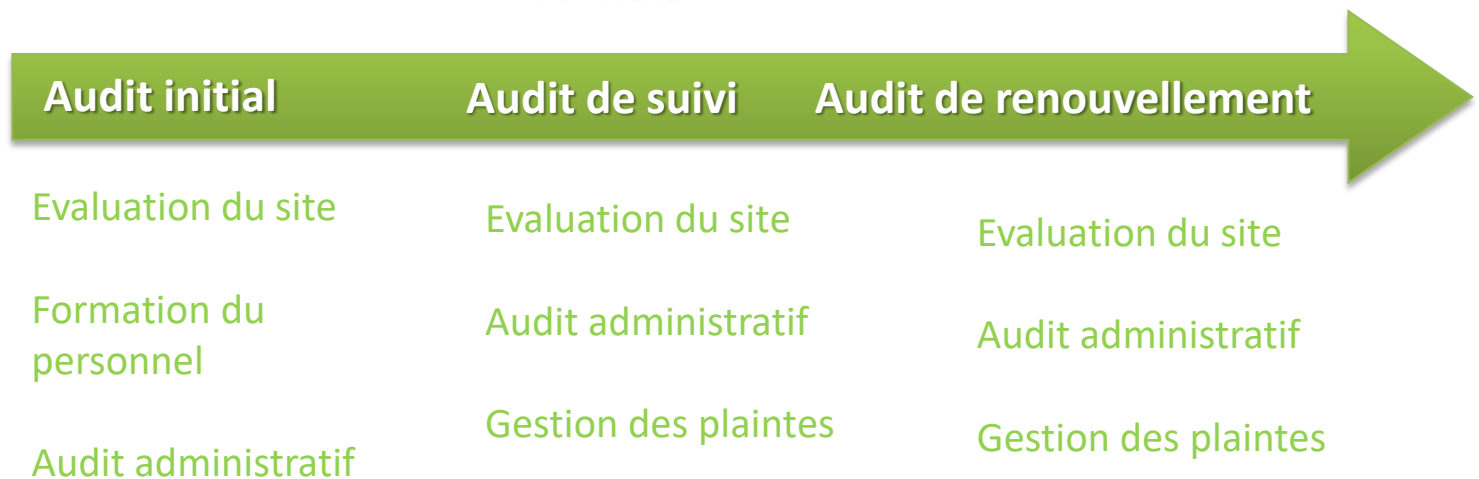 Audit initial
Audit de suivi
Audit de renouvellement
Evaluation du site
Formation du
personnel
Audit administratif
Evaluation du site
Audit administratif
Gestion des plaintes
Evaluation du site
Audit administratif
Gestion des plaintes